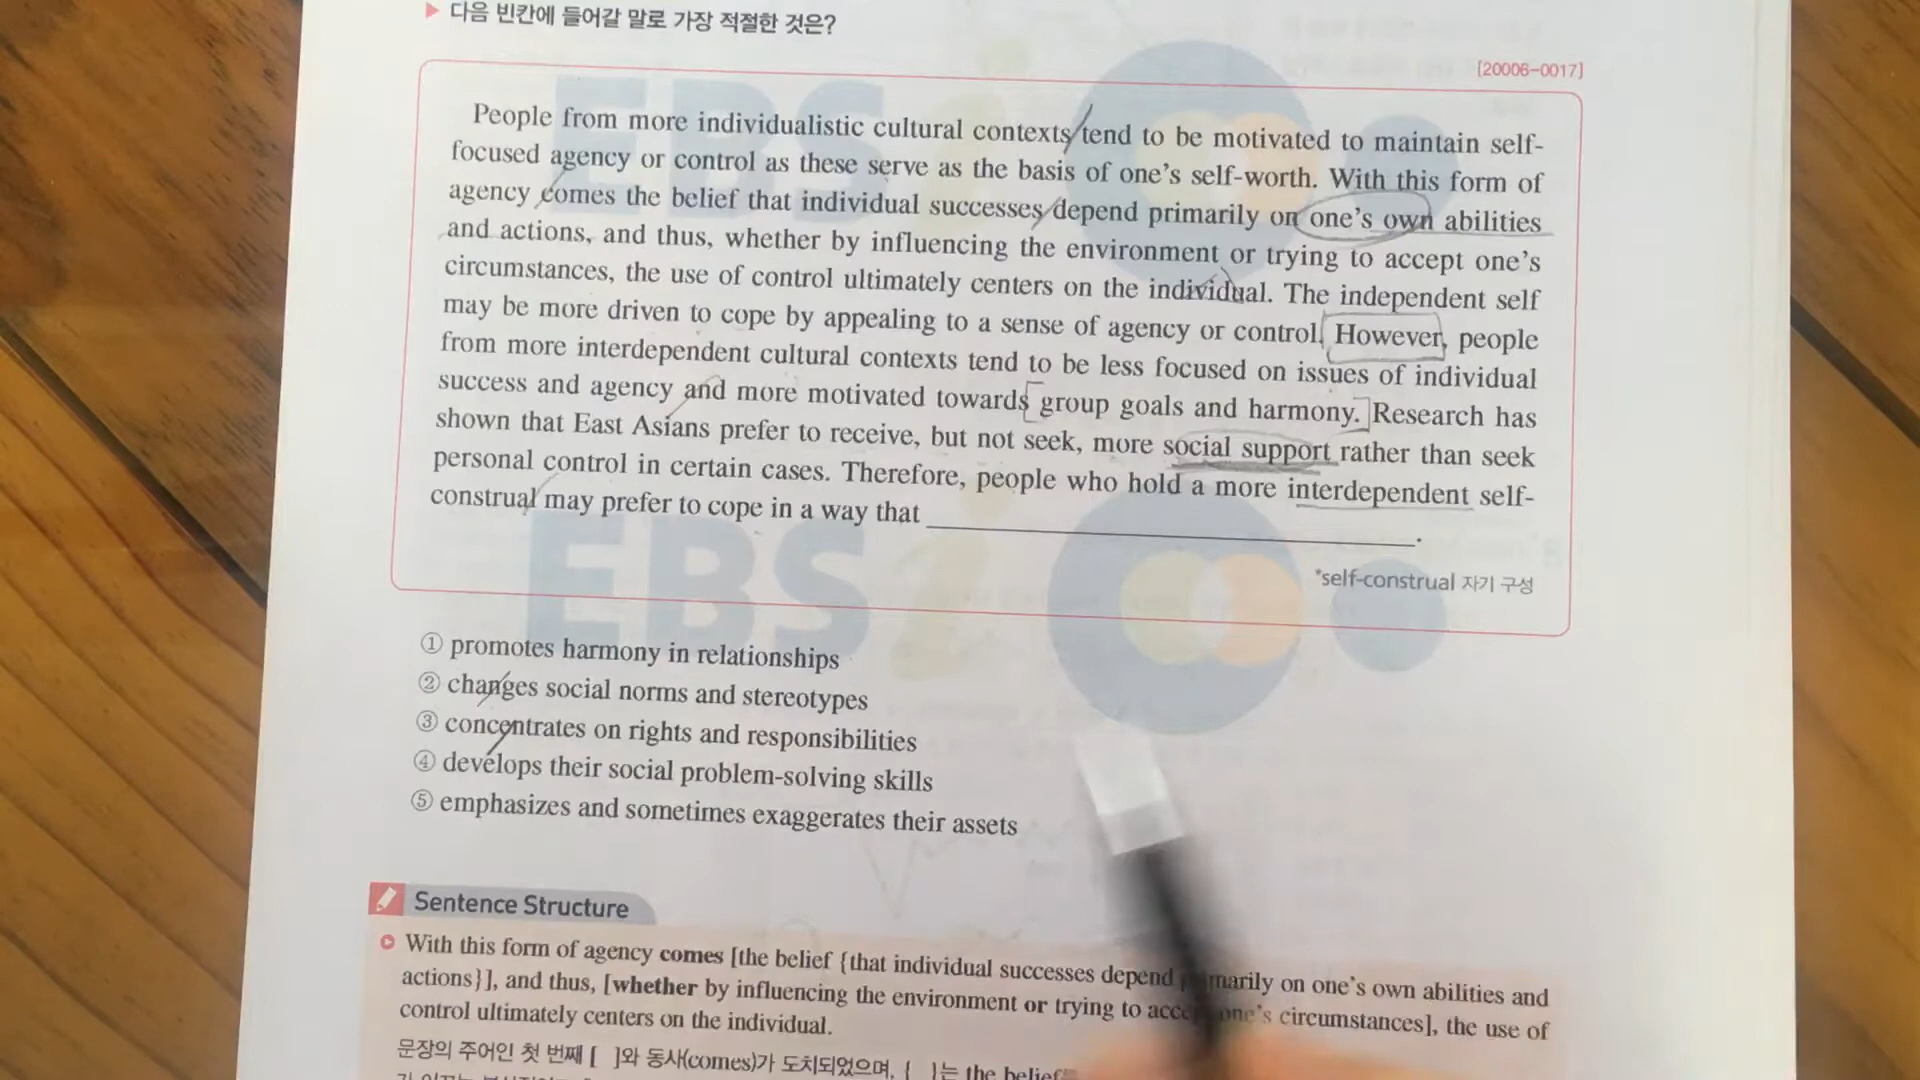 ▶ 다음 빈칸에 들어갈 말로 가장 적절한 것은?
[20006-0017]
People from more individualistic cultural contexts tend to be motivated to maintain self-
focused agency or control as these serve as the basis of one's self-worth. With this form of
agency comes the belief that individual successes depend primarily on one's own abilities
and actions, and thus, whether by influencing the environment or trying to accept one's
circumstances, the use of control ultimately centers on the individual. The independent self
may be more driven to cope by appealing to a sense of agency or control. However, people
from more interdependent cultural contexts tend to be less focused on issues of individual
success and agency and more motivated towards group goals and harmony. Research has
shown that East Asians prefer to receive, but not seek, more social support rather than seek
personal control in certain cases. Therefore, people who hold a more interdependent self-
construal may prefer to cope in a way that ____________________.
*self-construal 자기 구성
① promotes harmony in relationships
② changes social norms and stereotypes
③ concentrates on rights and responsibilities
④ develops their social problem-solving skills
⑤ emphasizes and sometimes exaggerates their assets
Sentence Structure
With this form of agency comes [the belief {that individual successes depend primarily on one's own abilities and
actions}], and thus, [whether by influencing the environment or trying to accept one's circumstances], the use of
control ultimately centers on the individual.
문장의 주어인 첫 번째 [ ]와 동사(comes)가 도치되었으며, { }는 the belief
EBSi
EBSi